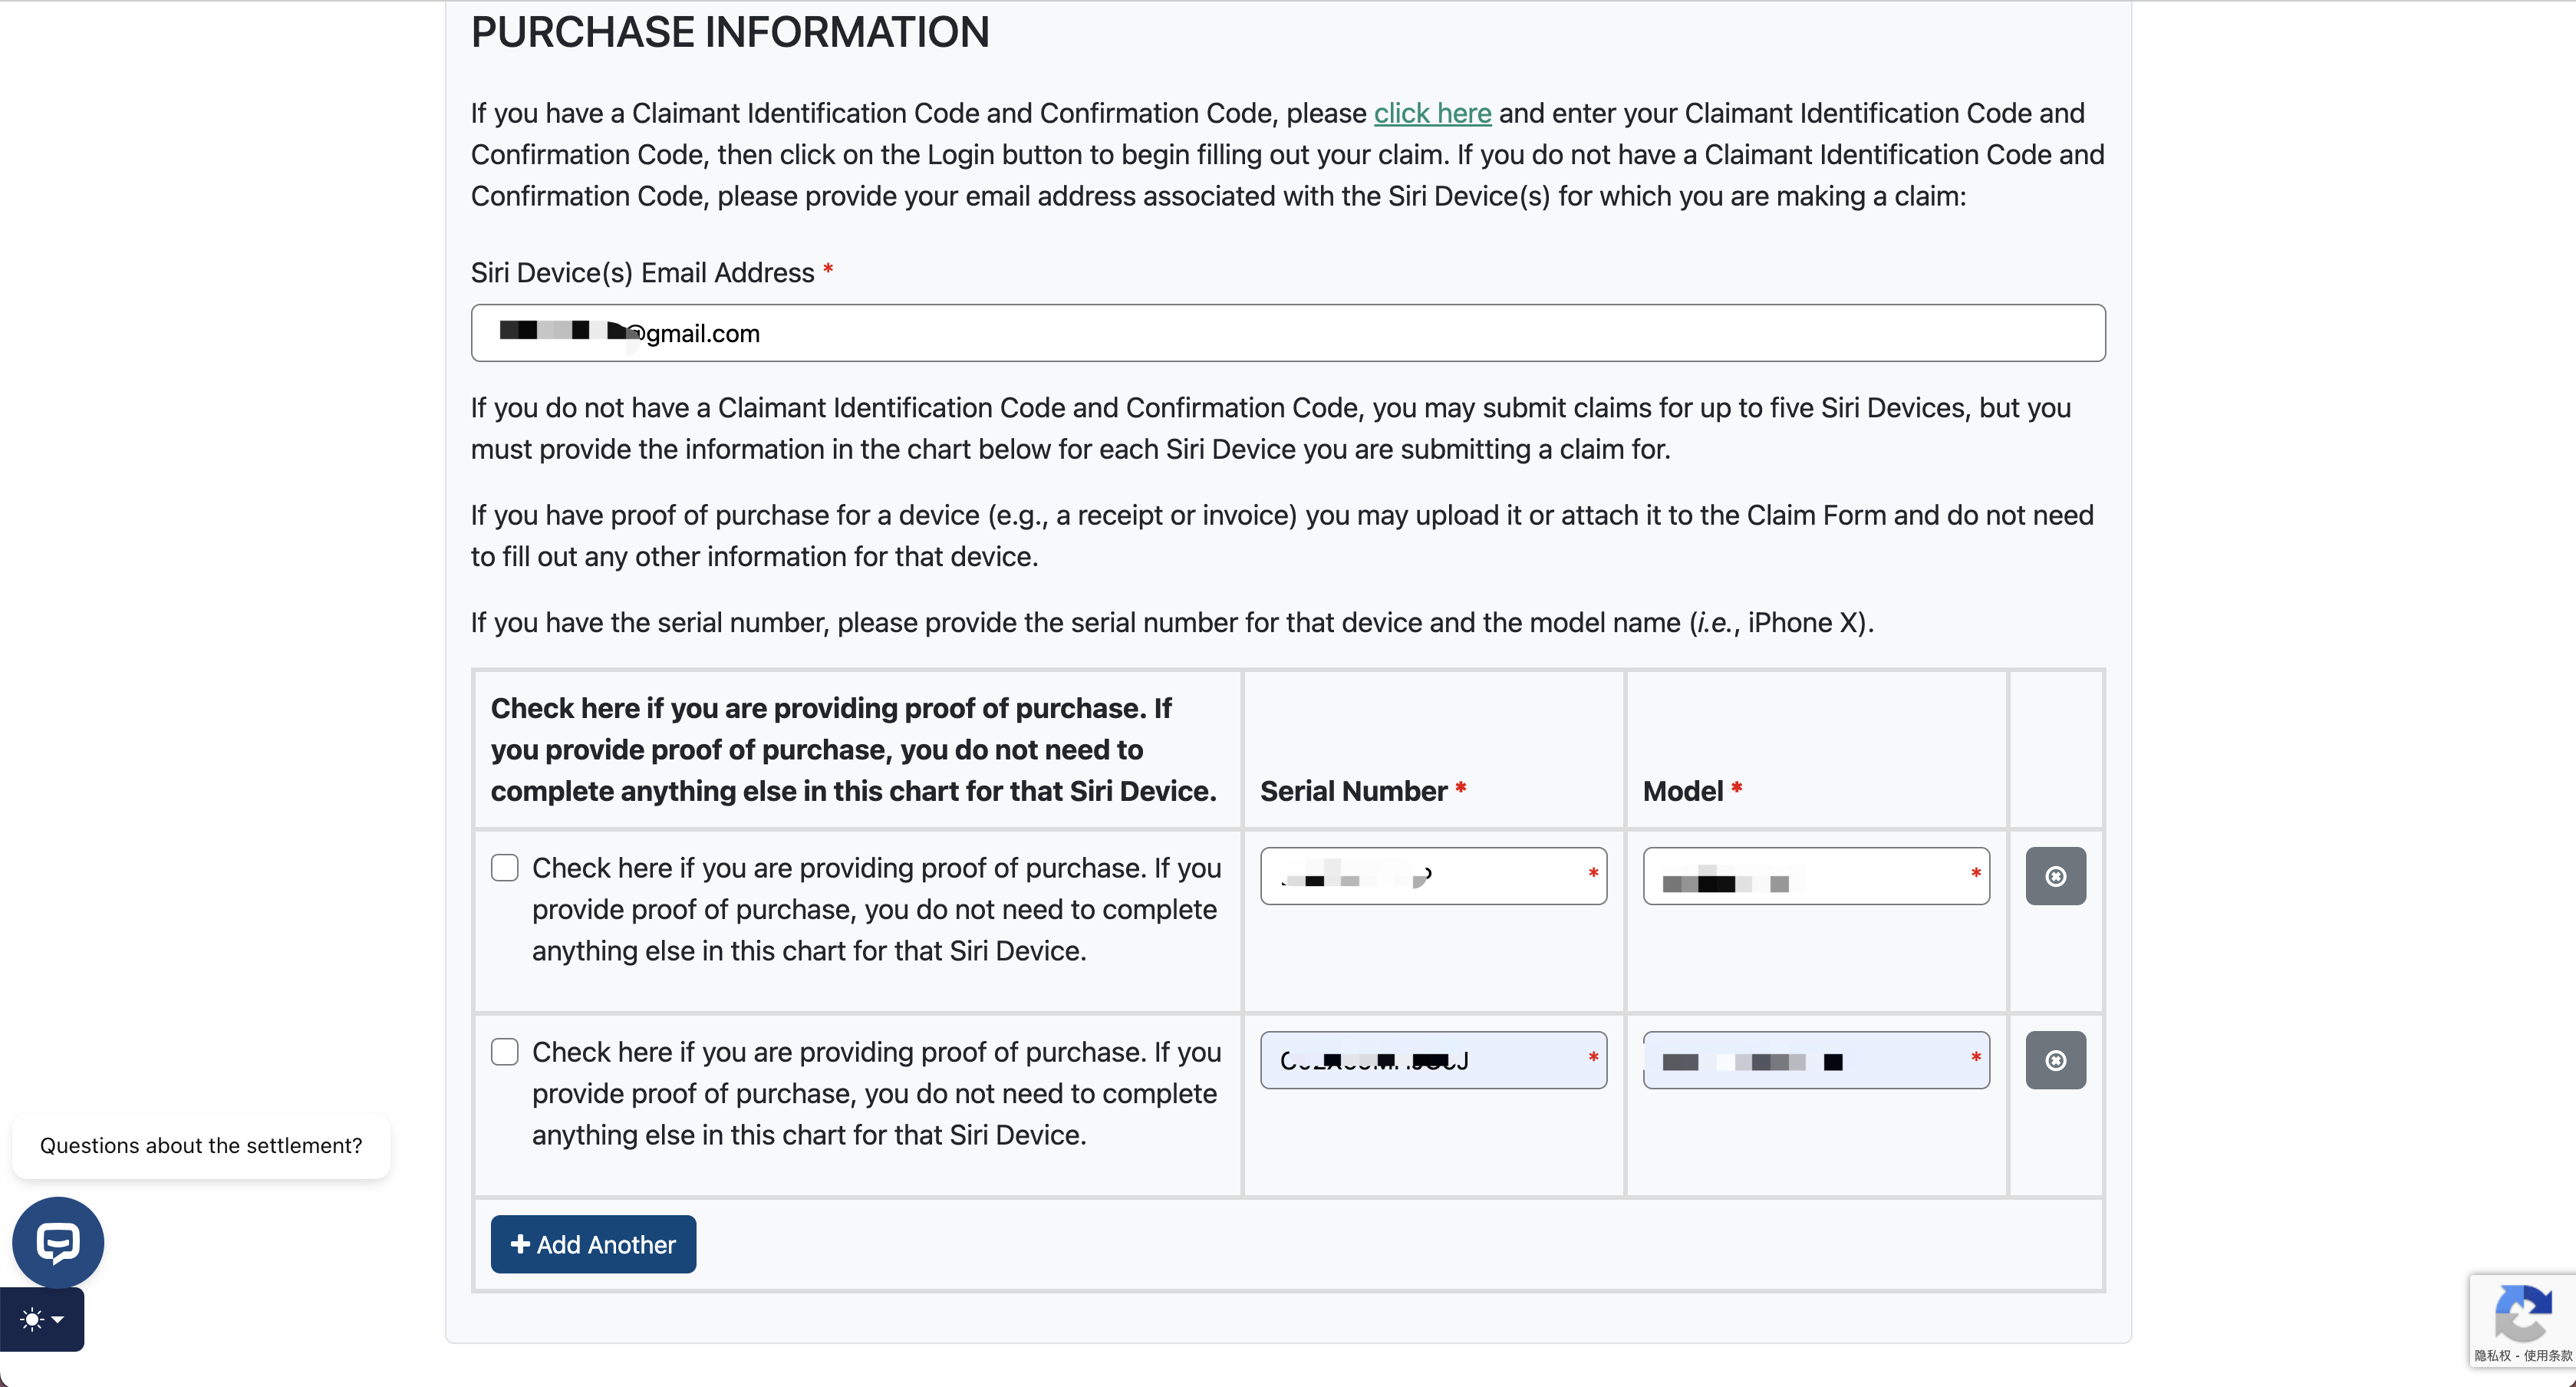 PURCHASE INFORMATION
If you have a Claimant Identification Code and Confirmation Code, please click here and enter your Claimant Identification Code and
Confirmation Code, then click on the Login button to begin filling out your claim. If you do not have a Claimant Identification Code and
Confirmation Code, please provide your email address associated with the Siri Device(s) for which you are making a claim:
Siri Device(s) Email Address *
@gmail.com
If you do not have a Claimant Identification Code and Confirmation Code, you may submit claims for up to five Siri Devices, but you
must provide the information in the chart below for each Siri Device you are submitting a claim for.
If you have proof of purchase for a device (e.g., a receipt or invoice) you may upload it or attach it to the Claim Form and do not need
to fill out any other information for that device.
If you have the serial number, please provide the serial number for that device and the model name (i.e., iPhone X).
Check here if you are providing proof of purchase. If
you provide proof of purchase, you do not need to
complete anything else in this chart for that Siri Device.
Serial Number *
Model *
Check here if you are providing proof of purchase. If you
provide proof of purchase, you do not need to complete
anything else in this chart for that Siri Device.
*
*
Check here if you are providing proof of purchase. If you
provide proof of purchase, you do not need to complete
anything else in this chart for that Siri Device.
*
*
Add Another
Questions about the settlement?
隐私权 - 使用条款